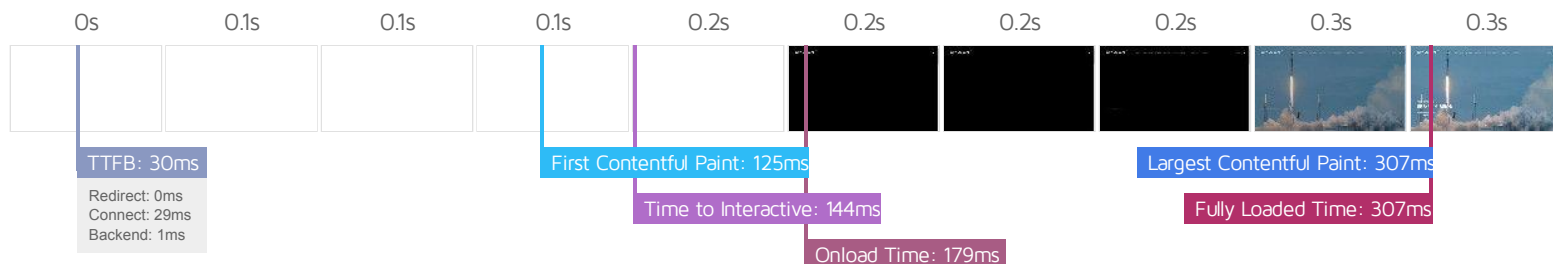 0s 0.1s 0.1s 0.1s 0.2s 0.2s 0.2s 0.2s 0.3s 0.3s
TTFB: 30ms
First Contentful Paint: 125ms
Largest Contentful Paint: 307ms
Redirect: 0ms
Connect: 29ms
Backend: 1ms
Time to Interactive: 144ms
Fully Loaded Time: 307ms
Onload Time: 179ms